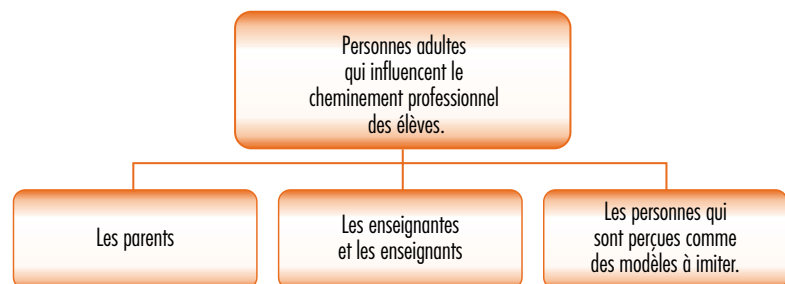 Personnes adultes
qui influencent le
cheminement professionnel
des élèves.
Les parents
Les enseignantes
et les enseignants
Les personnes qui
sont perçues comme
des modèles à imiter.